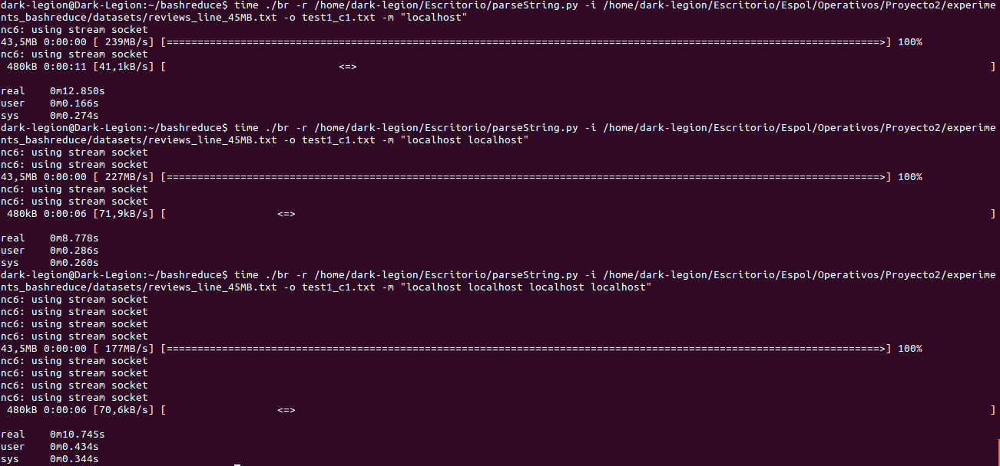 dark-legion@Dark-Legion:~/bashreduce$ time ./br -r /home/dark-legion/Escritorio/parseString.py -i /home/dark-legion/Escritorio/Espol/Operativos/Proyecto2/experime
nts_bashreduce/datasets/reviews_line_45MB.txt -o test1_c1.txt -m "localhost"
nc6: using stream socket
43,5MB 0:00:00 [ 239MB/s] [====================================================================================================================>] 100%
nc6: using stream socket
 480kB 0:00:11 [41,1kB/s] [                            <=>                                                                                                       ]
real    0m12.850s
user    0m0.166s
sys     0m0.274s
dark-legion@Dark-Legion:~/bashreduce$ time ./br -r /home/dark-legion/Escritorio/parseString.py -i /home/dark-legion/Escritorio/Espol/Operativos/Proyecto2/experime
nts_bashreduce/datasets/reviews_line_45MB.txt -o test1_c1.txt -m "localhost localhost"
nc6: using stream socket
nc6: using stream socket
43,5MB 0:00:00 [ 227MB/s] [====================================================================================================================>] 100%
nc6: using stream socket
nc6: using stream socket
 480kB 0:00:06 [71,9kB/s] [                  <=>                                                                                                                 ]
real    0m8.778s
user    0m0.286s
sys     0m0.260s
dark-legion@Dark-Legion:~/bashreduce$ time ./br -r /home/dark-legion/Escritorio/parseString.py -i /home/dark-legion/Escritorio/Espol/Operativos/Proyecto2/experime
nts_bashreduce/datasets/reviews_line_45MB.txt -o test1_c1.txt -m "localhost localhost localhost localhost"
nc6: using stream socket
nc6: using stream socket
nc6: using stream socket
nc6: using stream socket
43,5MB 0:00:00 [ 177MB/s] [====================================================================================================================>] 100%
nc6: using stream socket
nc6: using stream socket
nc6: using stream socket
nc6: using stream socket
 480kB 0:00:06 [70,6kB/s] [                  <=>                                                                                                                 ]
real    0m10.745s
user    0m0.434s
sys     0m0.344s